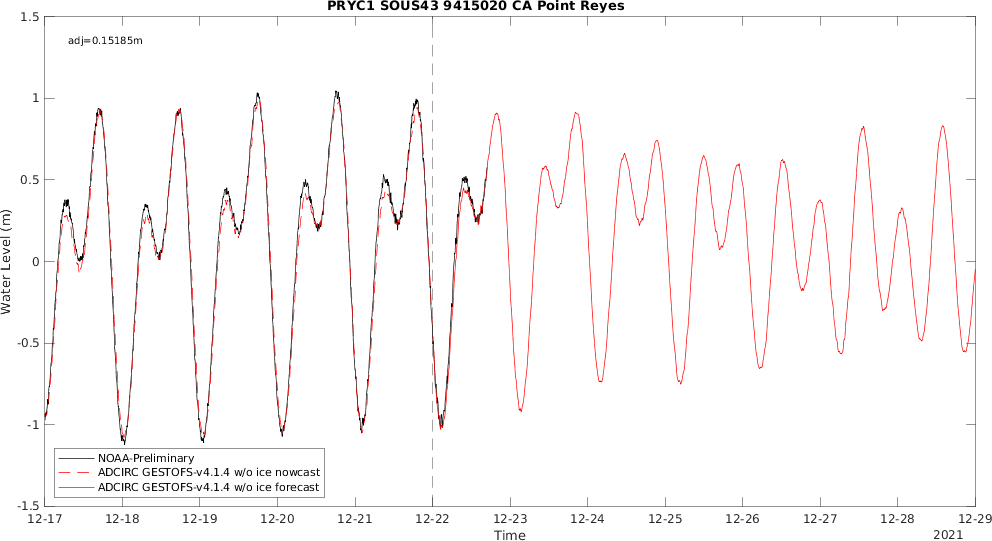 PRYC1 SOUS43 9415020 CA Point Reyes
adj=0.15185m
1.5
1
0.5
0
-0.5
-1
-1.5
Water Level (m)
NOAA-Preliminary
ADCIRC GESTOFS-v4.1.4 w/o ice nowcast
ADCIRC GESTOFS-v4.1.4 w/o ice forecast
12-17 12-18 12-19 12-20 12-21 12-22 12-23 12-24 12-25 12-26 12-27 12-28 12-29
Time
2021